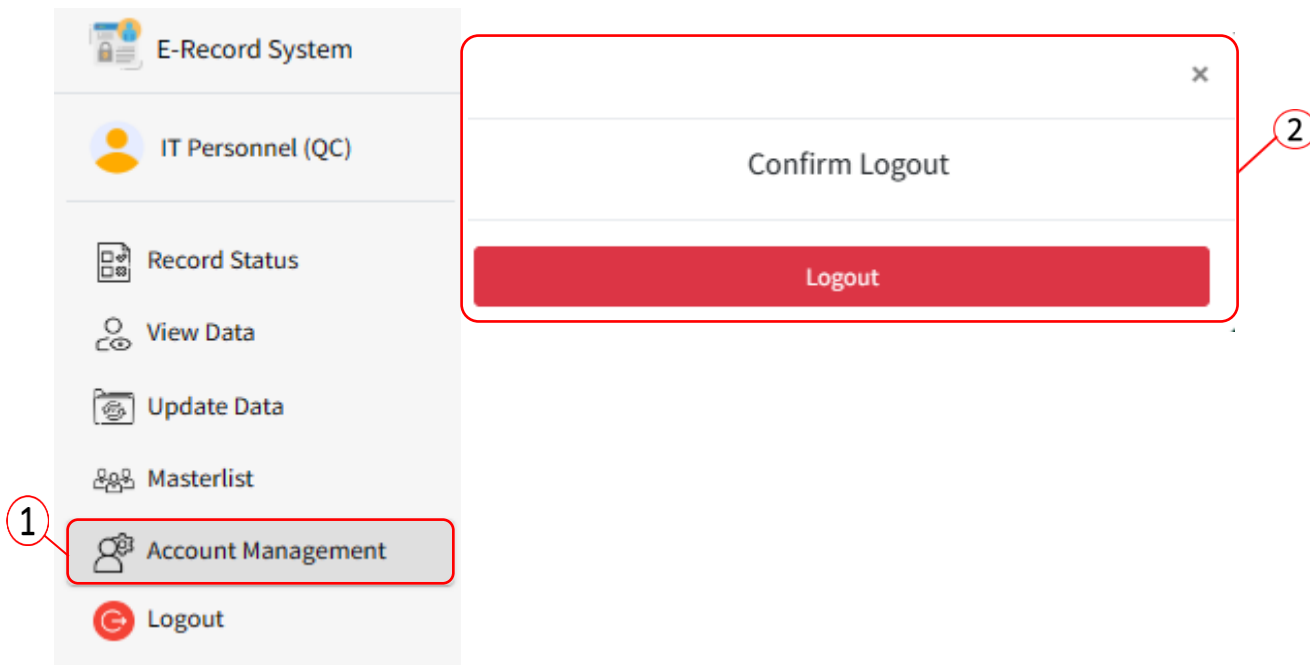 E-Record System
IT Personnel (QC)
Record Status
View Data
Update Data
Masterlist
1
Account Management
Logout
×
Confirm Logout
Logout
2